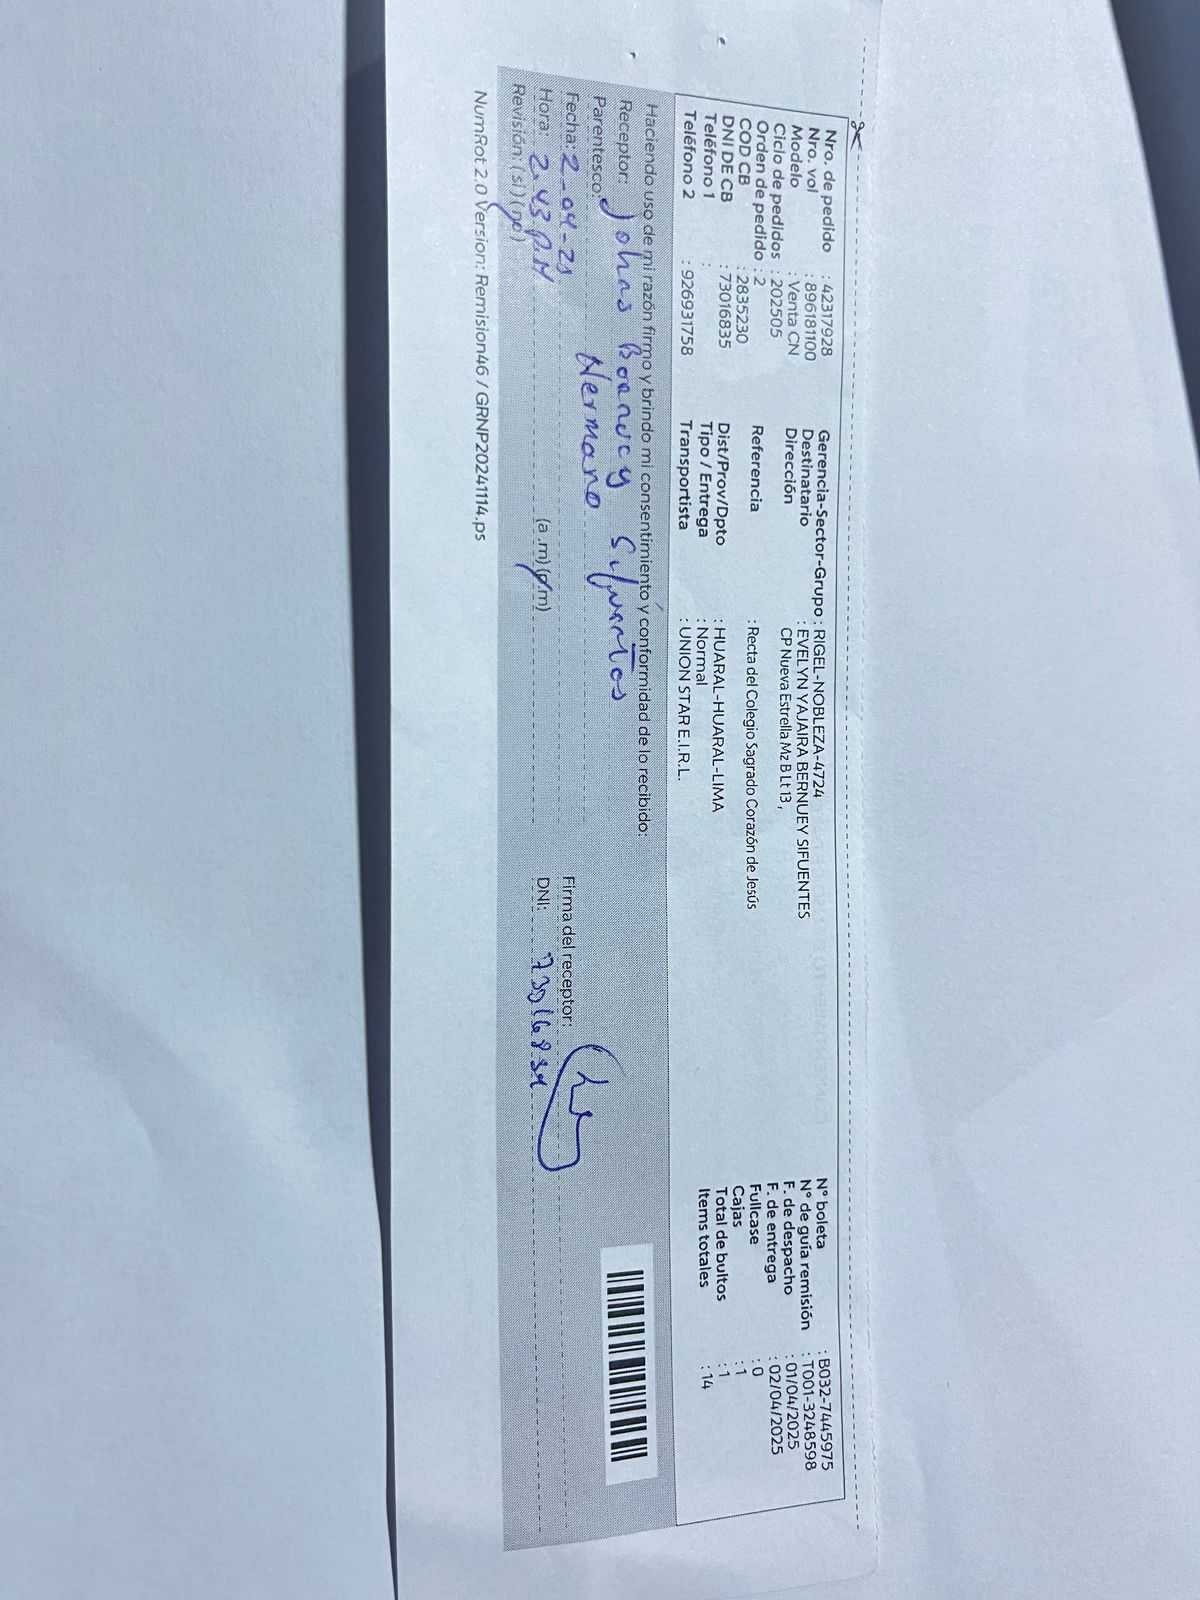 Nro. de pedido : 42317928
Nro. vol : 896181100
Modelo : Venta CN
Ciclo de pedidos : 202505
Orden de pedido : 2
COD CB : 2835230
DNI DE CB : 73016835
Teléfono 1 :
Teléfono 2 : 926931758
Gerencia-Sector-Grupo : RIGEL-NOBLEZA-4724
Destinatario : EVELYN YAJAIRA BERNUEY SIFUENTES
Dirección CP Nueva Estrella Mz B Lt 13 ,
Referencia : Recta del Colegio Sagrado Corazón de Jesús
Dist/Prov/Dpto : HUARAL-HUARAL-LIMA
Tipo / Entrega : Normal
Transportista : UNION STAR E.I.R.L.
N° boleta : B032-7445975
N° de guía remisión : T001-3248598
F. de despacho : 01/04/2025
F. de entrega : 02/04/2025
Fullcase : 0
Cajas : 1
Total de bultos : 1
Items totales : 14
Haciendo uso de mi razón firmo y brindo mi consentimiento y conformidad de lo recibido:
Receptor: Johns
Parentesco: Hermano
Fecha: 2-04-25
Hora: 2:43 P.M (a .m) (p.m)
Revisión: (si) (no)
Firma del receptor:
DNI:
NumRot 2.0 Version: Remision46 / GRNP20241114.ps